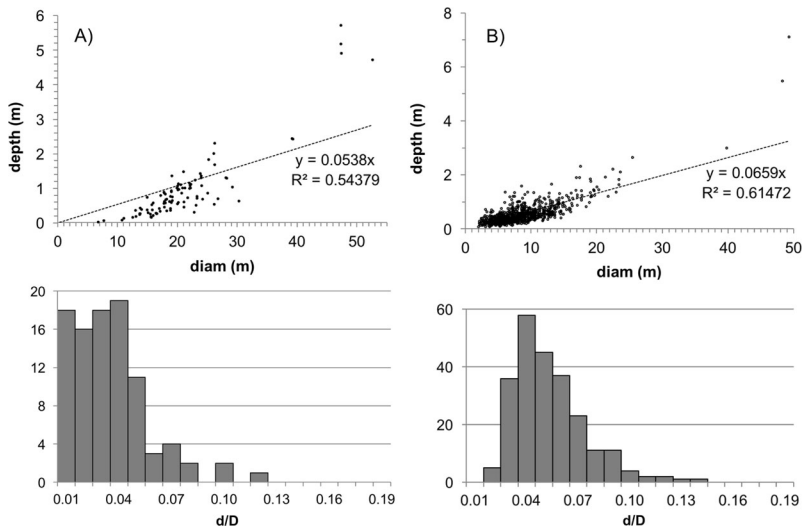 A)
6
5
4
3
2
1
0
depth (m)
0 10 20 30 40 50
diam (m)
y = 0.0538x
R² = 0.54379
B)
8
6
4
2
0
depth (m)
0 10 20 30 40 50
diam (m)
y = 0.0659x
R² = 0.61472
20
16
12
8
4
0
0.01 0.04 0.07 0.10 0.13 0.16 0.19
d/D
60
40
20
0
0.01 0.04 0.07 0.10 0.13 0.16 0.19
d/D